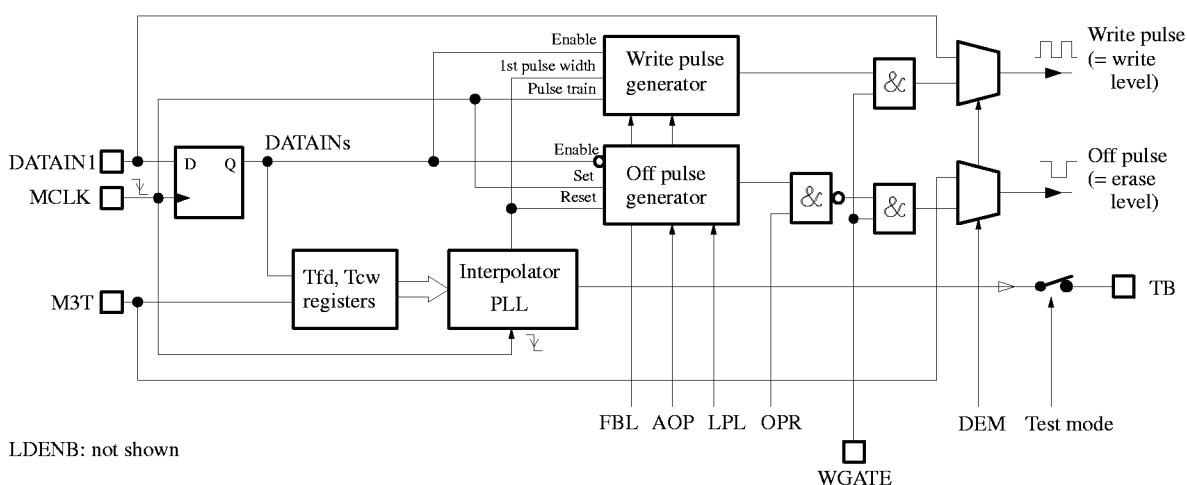 Enable
1st pulse width
Pulse train
Write pulse
generator
&
Write pulse
(= write
level)
DATAIN1
MCLK
D
Q
DATAINs
Enable
Set
Reset
Off pulse
generator
&
&
Off pulse
(= erase
level)
M3T
Tfd, Tcw
registers
Interpolator
PLL
TB
FBL
AOP
LPL
OPR
DEM
Test mode
LDENB: not shown
WGATE